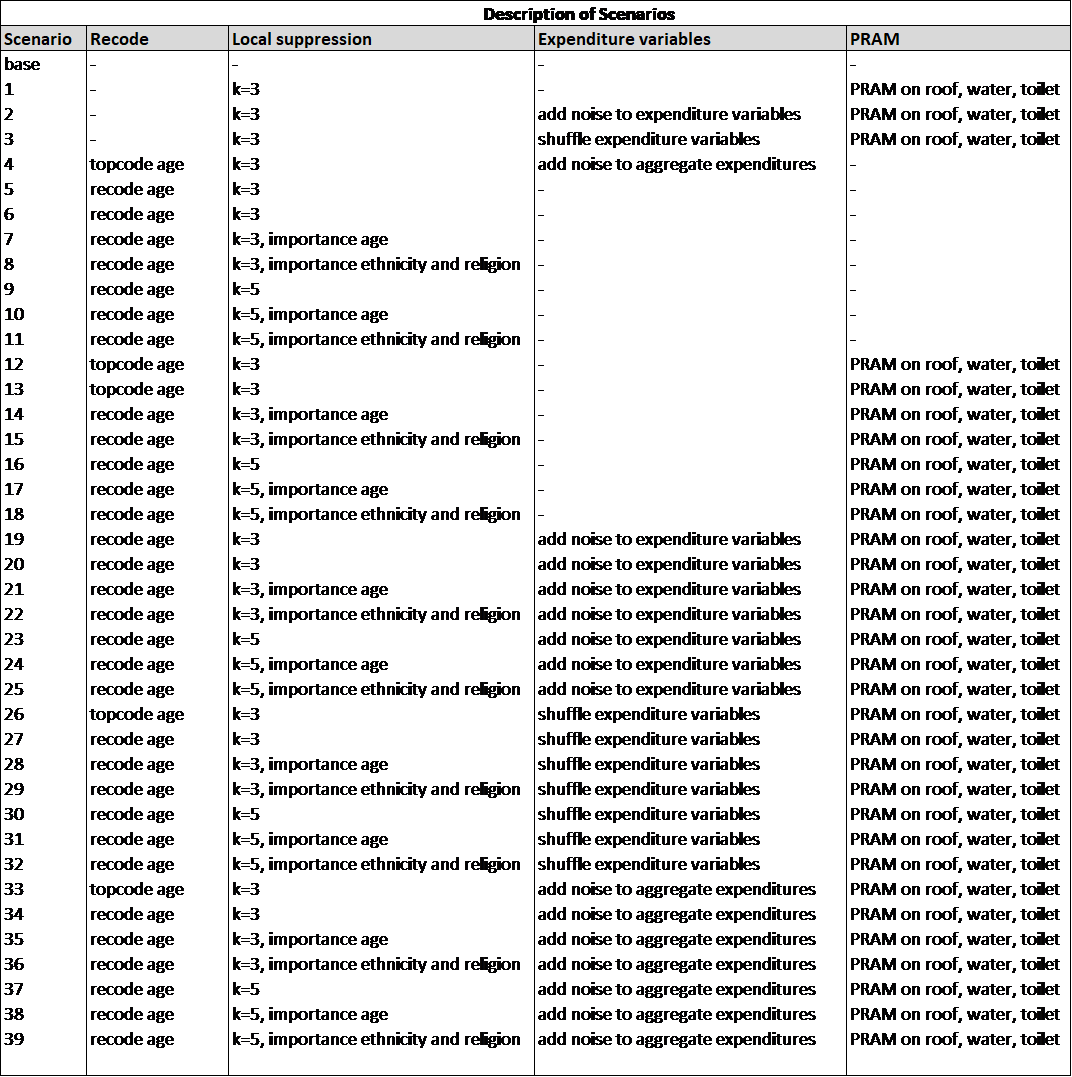 Description of Scenarios
Scenario Recode Local suppression Expenditure variables PRAM
base - - - -
1 - k=3 - PRAM on roof, water, toilet
2 - k=3 add noise to expenditure variables PRAM on roof, water, toilet
3 - k=3 shuffle expenditure variables PRAM on roof, water, toilet
4 topcode age k=3 add noise to aggregate expenditures -
5 recode age k=3 - -
6 recode age k=3 - -
7 recode age k=3, importance age - -
8 recode age k=3, importance ethnicity and religion - -
9 recode age k=5 - -
10 recode age k=5, importance age - -
11 recode age k=5, importance ethnicity and religion - -
12 topcode age k=3 - PRAM on roof, water, toilet
13 topcode age k=3 - PRAM on roof, water, toilet
14 recode age k=3, importance age - PRAM on roof, water, toilet
15 recode age k=3, importance ethnicity and religion - PRAM on roof, water, toilet
16 recode age k=5 - PRAM on roof, water, toilet
17 recode age k=5, importance age - PRAM on roof, water, toilet
18 recode age k=5, importance ethnicity and religion - PRAM on roof, water, toilet
19 recode age k=3 add noise to expenditure variables PRAM on roof, water, toilet
20 recode age k=3 add noise to expenditure variables PRAM on roof, water, toilet
21 recode age k=3, importance age add noise to expenditure variables PRAM on roof, water, toilet
22 recode age k=3, importance ethnicity and religion add noise to expenditure variables PRAM on roof, water, toilet
23 recode age k=5 add noise to expenditure variables PRAM on roof, water, toilet
24 recode age k=5, importance age add noise to expenditure variables PRAM on roof, water, toilet
25 recode age k=5, importance ethnicity and religion add noise to expenditure variables PRAM on roof, water, toilet
26 topcode age k=3 shuffle expenditure variables PRAM on roof, water, toilet
27 recode age k=3 shuffle expenditure variables PRAM on roof, water, toilet
28 recode age k=3, importance age shuffle expenditure variables PRAM on roof, water, toilet
29 recode age k=3, importance ethnicity and religion shuffle expenditure variables PRAM on roof, water, toilet
30 recode age k=5 shuffle expenditure variables PRAM on roof, water, toilet
31 recode age k=5, importance age shuffle expenditure variables PRAM on roof, water, toilet
32 recode age k=5, importance ethnicity and religion shuffle expenditure variables PRAM on roof, water, toilet
33 topcode age k=3 add noise to aggregate expenditures PRAM on roof, water, toilet
34 recode age k=3 add noise to aggregate expenditures PRAM on roof, water, toilet
35 recode age k=3, importance age add noise to aggregate expenditures PRAM on roof, water, toilet
36 recode age k=3, importance ethnicity and religion add noise to aggregate expenditures PRAM on roof, water, toilet
37 recode age k=5 add noise to aggregate expenditures PRAM on roof, water, toilet
38 recode age k=5, importance age add noise to aggregate expenditures PRAM on roof, water, toilet
39 recode age k=5, importance ethnicity and religion add noise to aggregate expenditures PRAM on roof, water, toilet